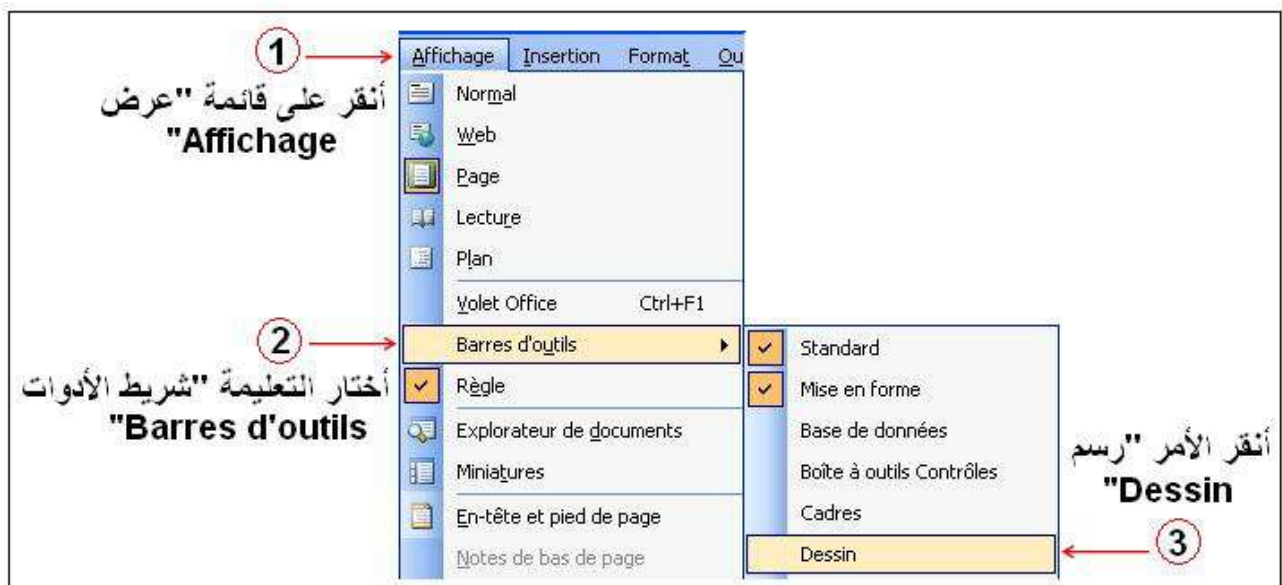 1
أنقر على قائمة "عرض
Affichage"
Affichage Insertion Format Ou
Normal
Web
Page
Lecture
Plan
Volet Office Ctrl+F1
2
أختار التعليمة "شريط الأدوات
Barres d'outils"
Barres d'outils
Règle
Explorateur de documents
Miniatures
En-tête et pied de page
Notes de bas de page
Standard
Mise en forme
Base de données
Boîte à outils Contrôles
Cadres
Dessin
أنقر الأمر "رسم
Dessin"
3